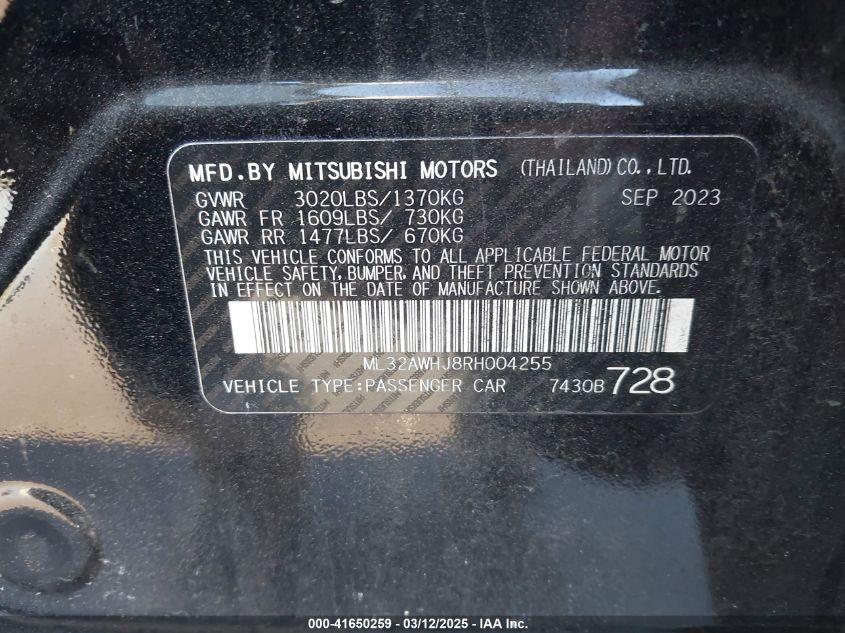 MFD.BY MITSUBISHI MOTORS (THAILAND) CO.,LTD.
GVWR 3020LBS/1370KG SEP 2023
GAWR FR 1609LBS/ 730KG
GAWR RR 1477LBS/ 670KG
THIS VEHICLE CONFORMS TO ALL APPLICABLE FEDERAL MOTOR
VEHICLE SAFETY, BUMPER, AND THEFT PREVENTION STANDARDS
IN EFFECT ON THE DATE OF MANUFACTURE SHOWN ABOVE.
ML32AWHJ8RH004255
VEHICLE TYPE:PASSENGER CAR 7430B 728
000-41650259 - 03/12/2025 - IAA Inc.